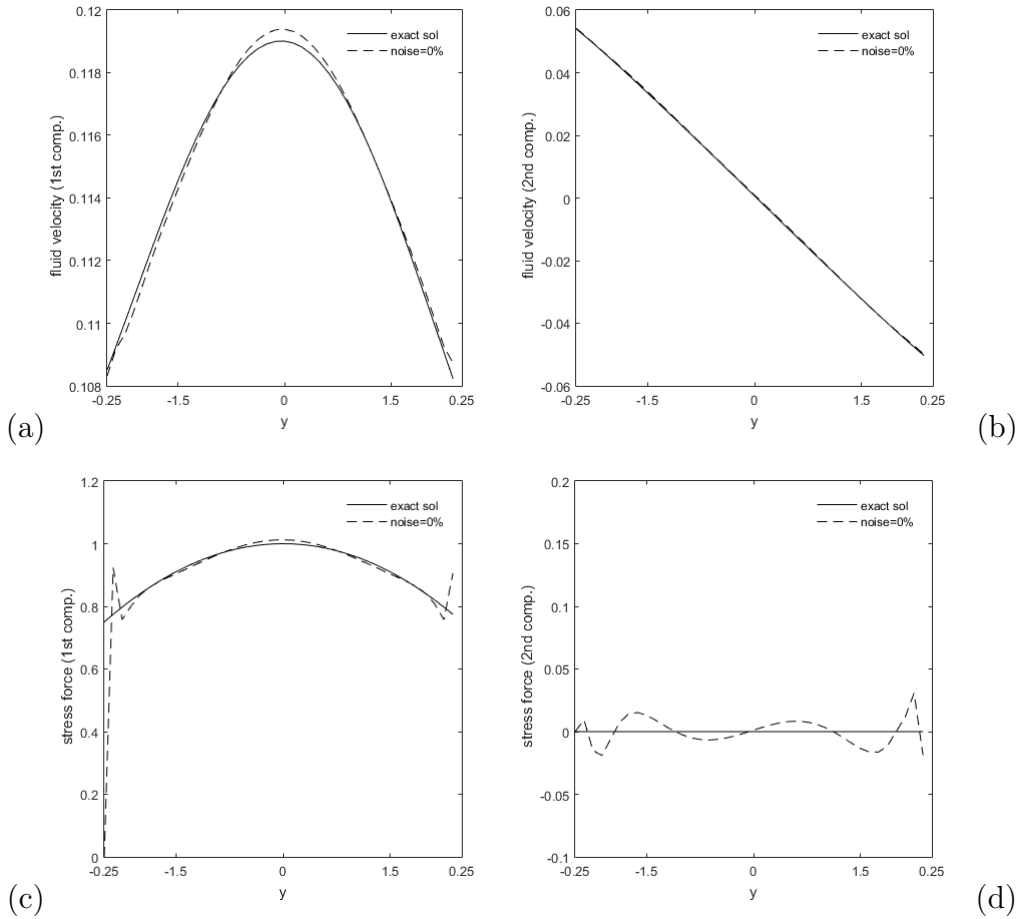 0.12
0.118
0.116
0.114
0.112
0.11
0.108
fluid velocity (1st comp.)
exact sol
noise=0%
-0.25 -1.5 0 1.5 0.25
y
(a)
0.06
0.04
0.02
0
-0.02
-0.04
-0.06
fluid velocity (2nd comp.)
exact sol
noise=0%
-0.25 -1.5 0 1.5 0.25
y
(b)
1.2
1
0.8
0.6
0.4
0.2
0
stress force (1st comp.)
exact sol
noise=0%
-0.25 -1.5 0 1.5 0.25
y
(c)
0.2
0.15
0.1
0.05
0
-0.05
-0.1
stress force (2nd comp.)
exact sol
noise=0%
-0.25 -1.5 0 1.5 0.25
y
(d)